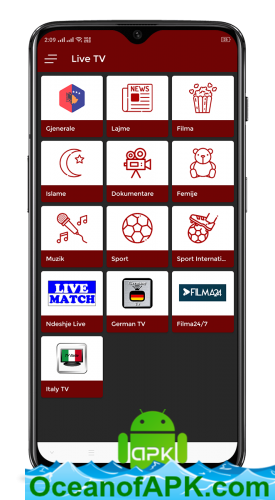 2:09
Live TV
NEWS
Gjenerale
Lajme
Filma
Islame
Dokumentare
Femije
Muzik
Sport
Sport Internati...
LIVE
MATCH
FILMA24
Ndeshje Live
German TV
Filma24/7
Italy TV
apk
OceanofAPK.com